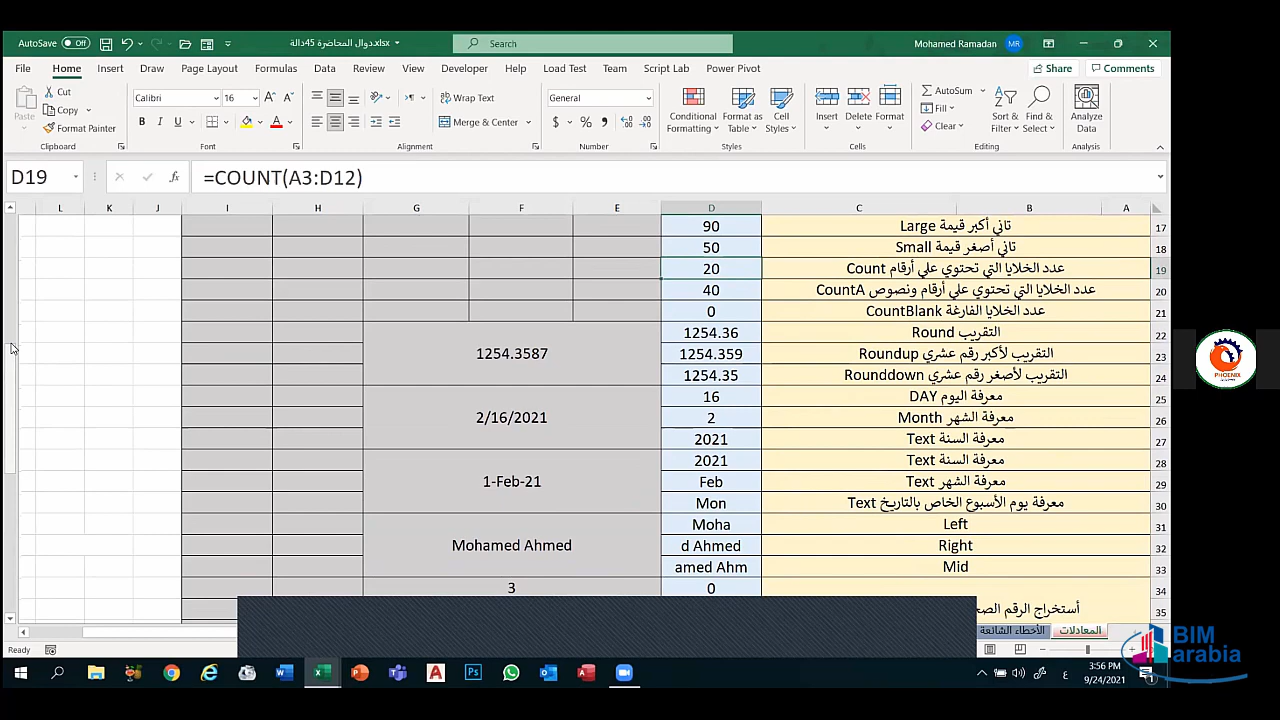 AutoSave Off دوال المحاضرة 45دالة.xlsx Search Mohamed Ramadan MR
File Home Insert Draw Page Layout Formulas Data Review View Developer Help Load Test Team Script Lab Power Pivot Share Comments
Paste Cut Copy Format Painter Clipboard
Calibri 16 B I U A Font
Wrap Text Merge & Center Alignment
General $ % Number
Conditional Formatting Format as Table Cell Styles Styles
Insert Delete Format Cells
AutoSum Fill Clear Sort & Filter Find & Select Editing
Analyze Data Analysis
D19 fx =COUNT(A3:D12)
L K J I H G F E D C B A
90 تاني أكبر قيمة Large 17
50 تاني أصغر قيمة Small 18
20 عدد الخلايا التي تحتوي علي أرقام Count 19
40 عدد الخلايا التي تحتوي علي أرقام ونصوص CountA 20
0 عدد الخلايا الفارغة CountBlank 21
1254.36 التقريب Round 22
1254.3587 1254.359 التقريب لأكبر رقم عشري Roundup 23
1254.35 التقريب لأصغر رقم عشري Rounddown 24
16 معرفة اليوم DAY 25
2/16/2021 2 معرفة الشهر Month 26
2021 معرفة السنة Text 27
2021 معرفة السنة Text 28
1-Feb-21 Feb معرفة الشهر Text 29
Mon معرفة يوم الأسبوع الخاص بالتاريخ Text 30
Moha Left 31
Mohamed Ahmed d Ahmed Right 32
amed Ahm Mid 33
3 0 34
أستخراج الرقم 35
الأخطاء الشائعة المعادلات
Ready
3:56 PM
9/24/2021
PHOENIX
BIM
arabia